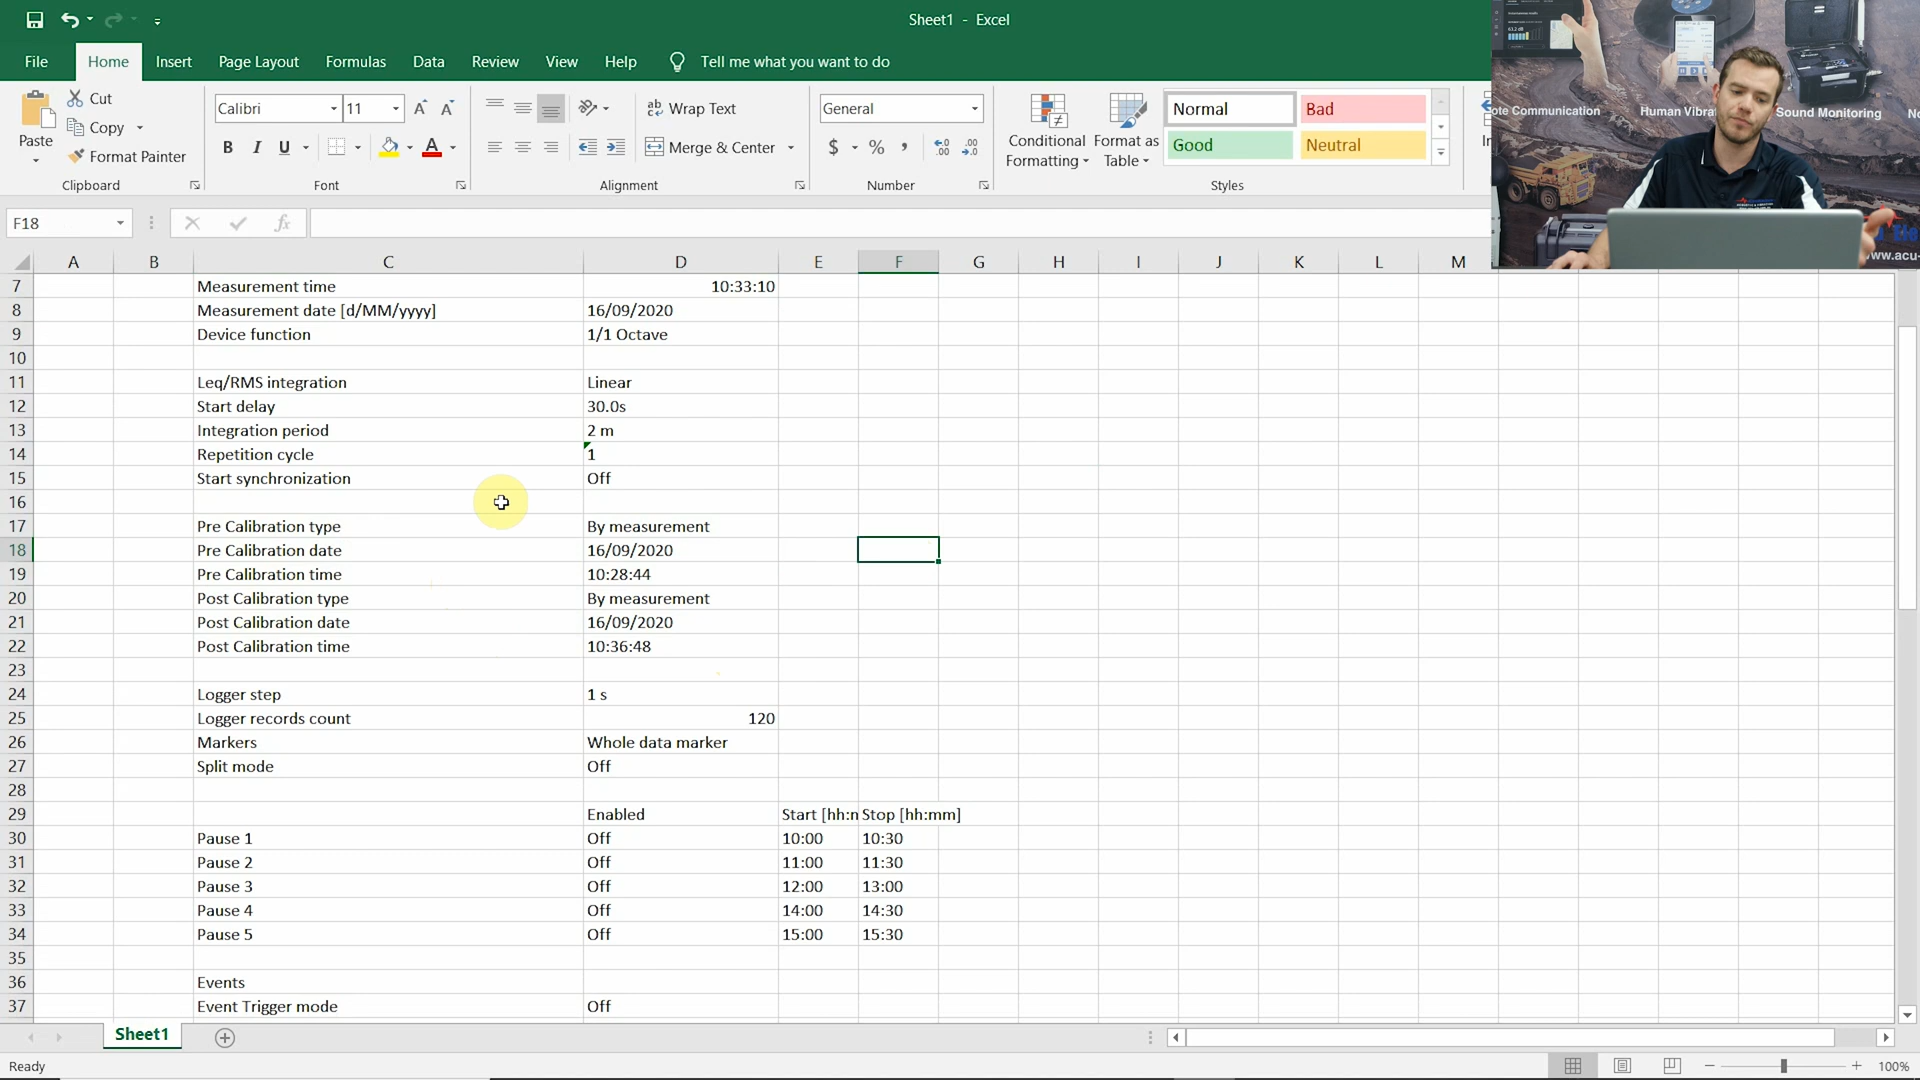 Sheet1 - Excel
File Home Insert Page Layout Formulas Data Review View Help Tell me what you want to do
Paste
Cut
Copy
Format Painter
Clipboard
Calibri 11
B I U A
Font
Wrap Text
Merge & Center
Alignment
General
$ % ,
Number
Conditional Formatting
Format as Table
Normal Bad
Good Neutral
Styles
63.2 dB
ote Communication Human Vibra Sound Monitoring No
www.acu-
F18 fx
A B C D E F G H I J K L M
7 Measurement time 10:33:10
8 Measurement date [d/MM/yyyy] 16/09/2020
9 Device function 1/1 Octave
10
11 Leq/RMS integration Linear
12 Start delay 30.0s
13 Integration period 2 m
14 Repetition cycle 1
15 Start synchronization Off
16
17 Pre Calibration type By measurement
18 Pre Calibration date 16/09/2020
19 Pre Calibration time 10:28:44
20 Post Calibration type By measurement
21 Post Calibration date 16/09/2020
22 Post Calibration time 10:36:48
23
24 Logger step 1 s
25 Logger records count 120
26 Markers Whole data marker
27 Split mode Off
28
29 Enabled Start [hh:n Stop [hh:mm]
30 Pause 1 Off 10:00 10:30
31 Pause 2 Off 11:00 11:30
32 Pause 3 Off 12:00 13:00
33 Pause 4 Off 14:00 14:30
34 Pause 5 Off 15:00 15:30
35
36 Events
37 Event Trigger mode Off
Sheet1
Ready 100%